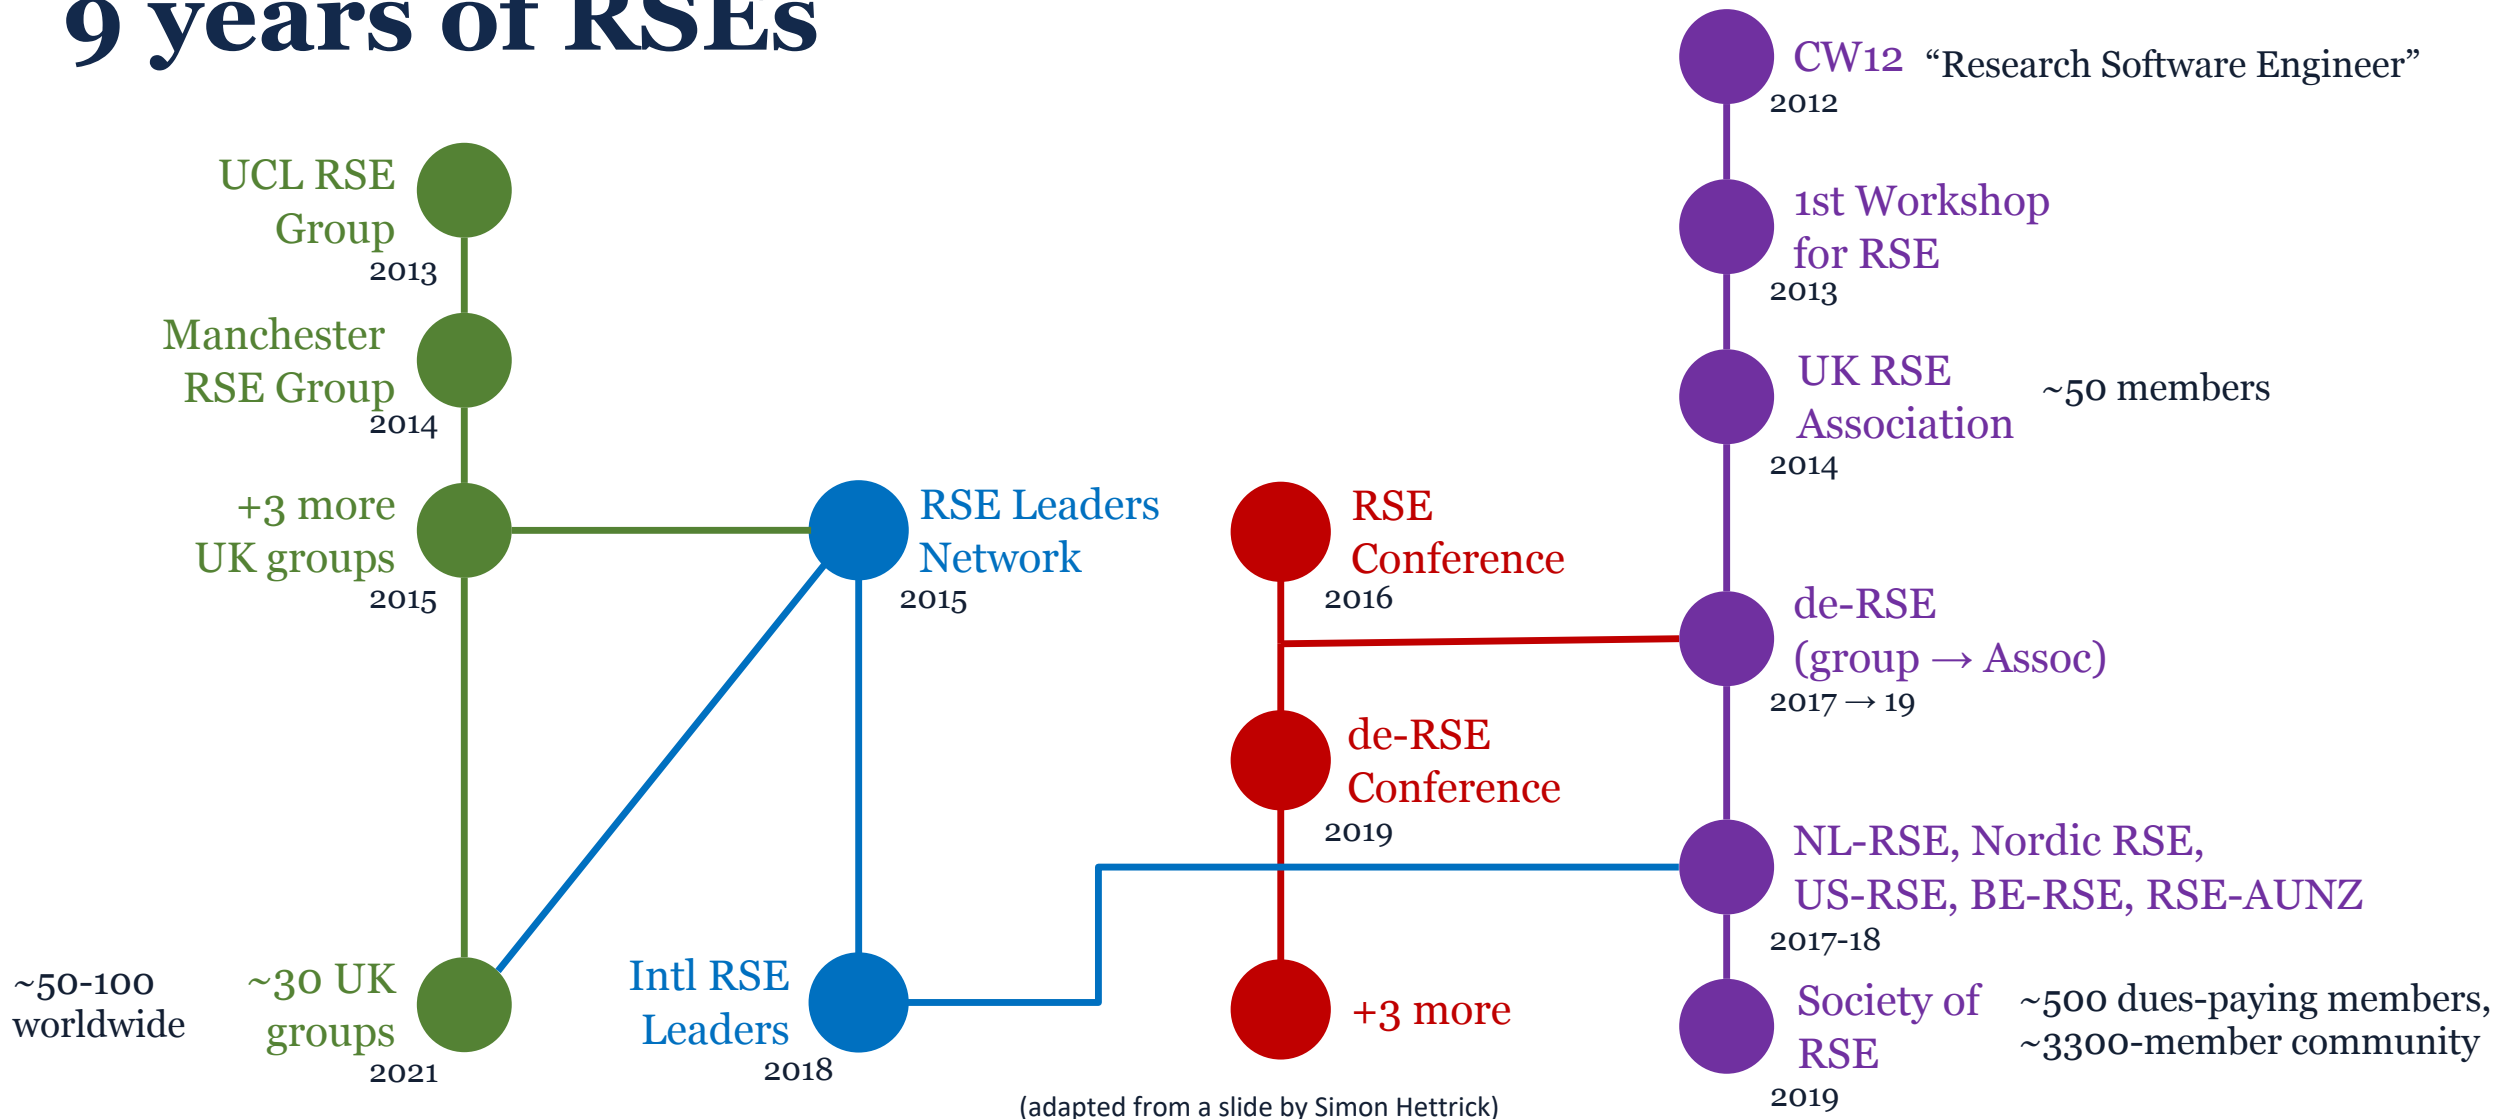 9 years of RSEs
UCL RSE
Group
2013
Manchester
RSE Group
2014
+3 more
UK groups
2015
~50-100
worldwide
~30 UK
groups
2021
RSE Leaders
Network
2015
Intl RSE
Leaders
2018
RSE
Conference
2016
de-RSE
Conference
2019
+3 more
CW12 “Research Software Engineer”
2012
1st Workshop
for RSE
2013
UK RSE
Association
~50 members
2014
de-RSE
(group → Assoc)
2017 → 19
NL-RSE, Nordic RSE,
US-RSE, BE-RSE, RSE-AUNZ
2017-18
Society of
RSE
~500 dues-paying members,
~3300-member community
2019
(adapted from a slide by Simon Hettrick)